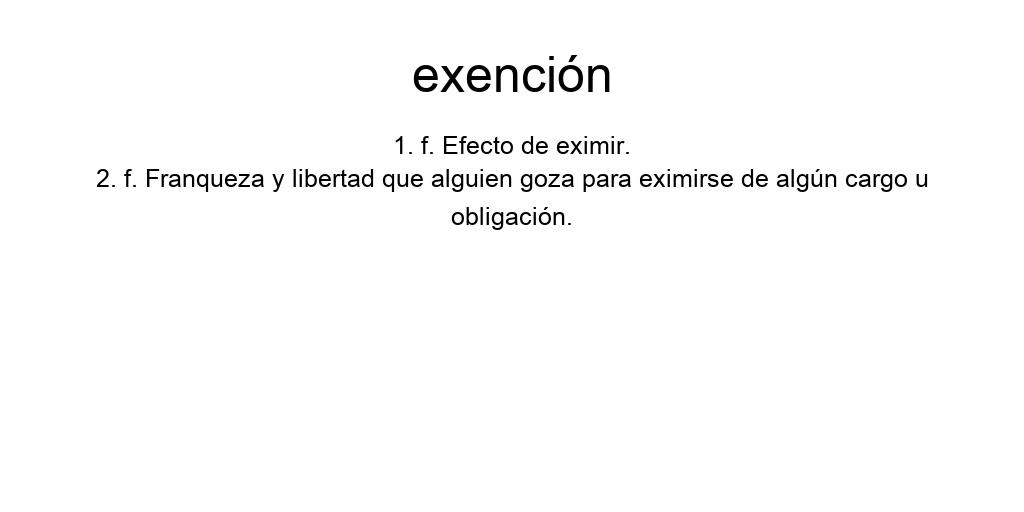 exención
1. f. Efecto de eximir.
2. f. Franqueza y libertad que alguien goza para eximirse de algún cargo u
obligación.